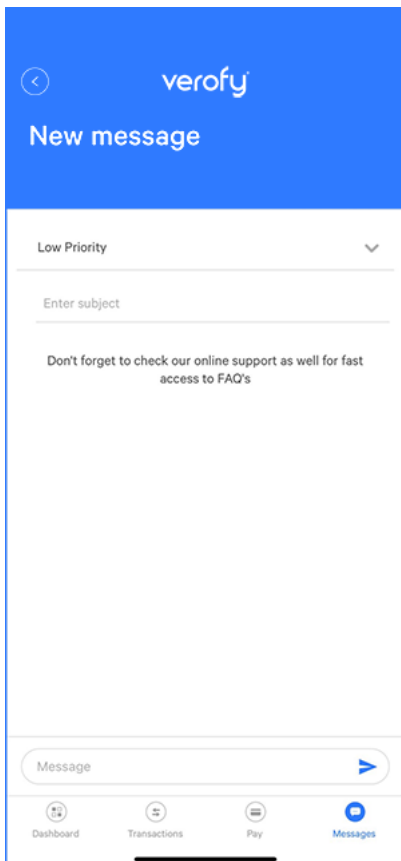 verofy
New message
Low Priority
Enter subject
Don't forget to check our online support as well for fast
access to FAQ's
Message
Dashboard
Transactions
Pay
Messages